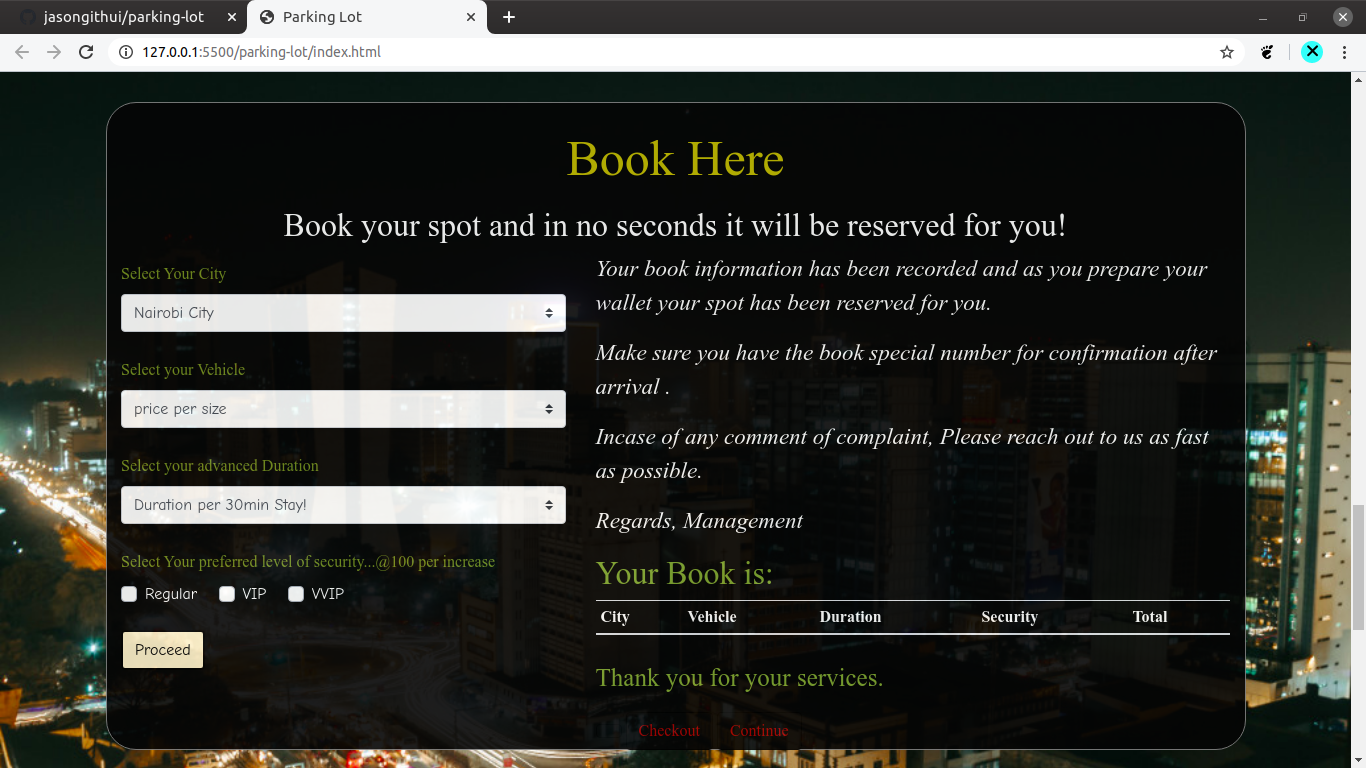 jasongithui/parking-lot
Parking Lot
127.0.0.1:5500/parking-lot/index.html
Book Here
Book your spot and in no seconds it will be reserved for you!
Select Your City
Nairobi City
Select your Vehicle
price per size
Select your advanced Duration
Duration per 30min Stay!
Select Your preferred level of security...@100 per increase
Regular VIP VVIP
Proceed
Your book information has been recorded and as you prepare your
wallet your spot has been reserved for you.
Make sure you have the book special number for confirmation after
arrival .
Incase of any comment of complaint, Please reach out to us as fast
as possible.
Regards, Management
Your Book is:
City Vehicle Duration Security Total
Thank you for your services.
Checkout Continue